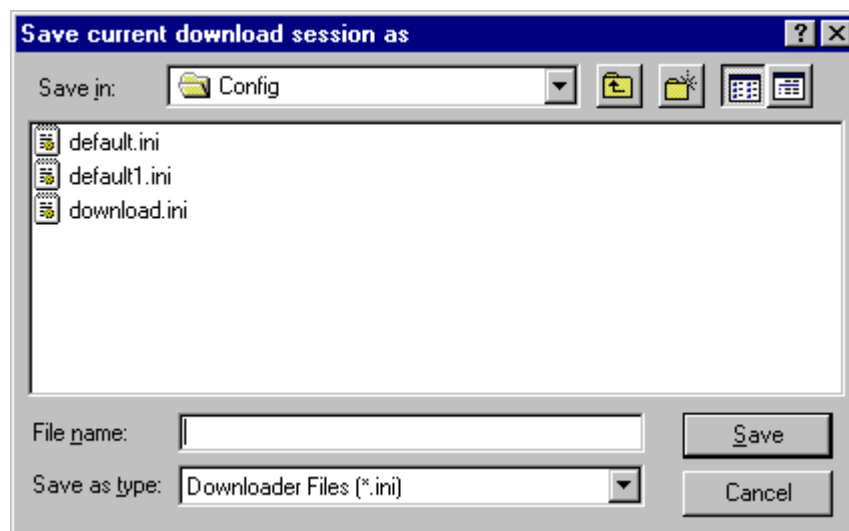 Save current download session as
Save in: Config
default.ini
default1.ini
download.ini
File name: Save
Save as type: Downloader Files (*.ini) Cancel